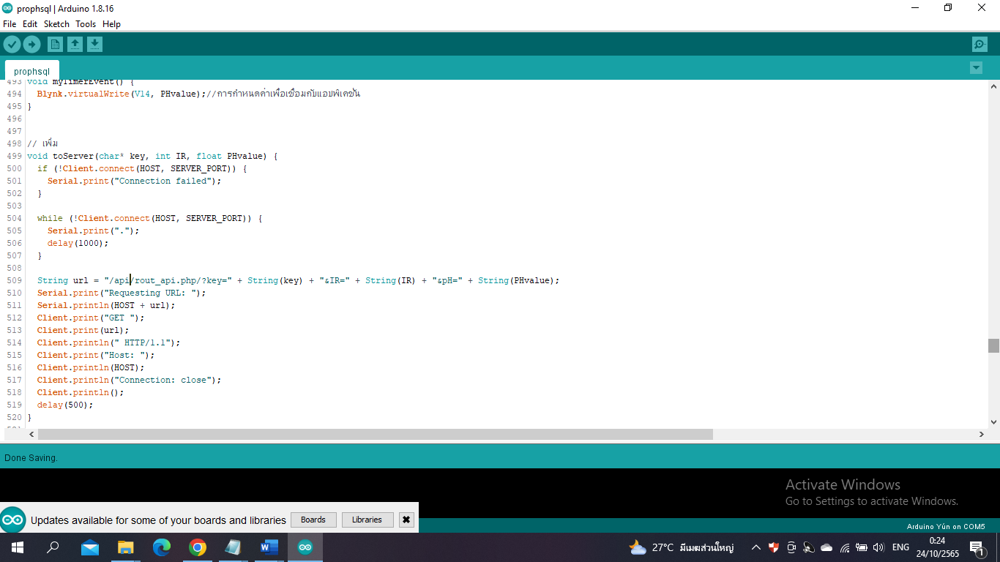 prophsql | Arduino 1.8.16
File Edit Sketch Tools Help
prophsql
493 void myTimerEvent() {
494 Blynk.virtualWrite(V14, PHvalue);//การกำหนดค่าเพื่อเชื่อมกับแอปพิเคชั่น
495 }
496
497
498 // เพิ่ม
499 void toServer(char* key, int IR, float PHvalue) {
500 if (!Client.connect(HOST, SERVER_PORT)) {
501 Serial.print("Connection failed");
502 }
503
504 while (!Client.connect(HOST, SERVER_PORT)) {
505 Serial.print(".");
506 delay(1000);
507 }
508
509 String url = "/api/rout_api.php/?key=" + String(key) + "&IR=" + String(IR) + "&pH=" + String(PHvalue);
510 Serial.print("Requesting URL: ");
511 Serial.println(HOST + url);
512 Client.print("GET ");
513 Client.print(url);
514 Client.println(" HTTP/1.1");
515 Client.print("Host: ");
516 Client.println(HOST);
517 Client.println("Connection: close");
518 Client.println();
519 delay(500);
520 }
521
Done Saving.
Activate Windows
Go to Settings to activate Windows.
Updates available for some of your boards and libraries Boards Libraries
Arduino Yún on COM5
27°C มีเมฆส่วนใหญ่ ENG 0:24
24/10/2565 1